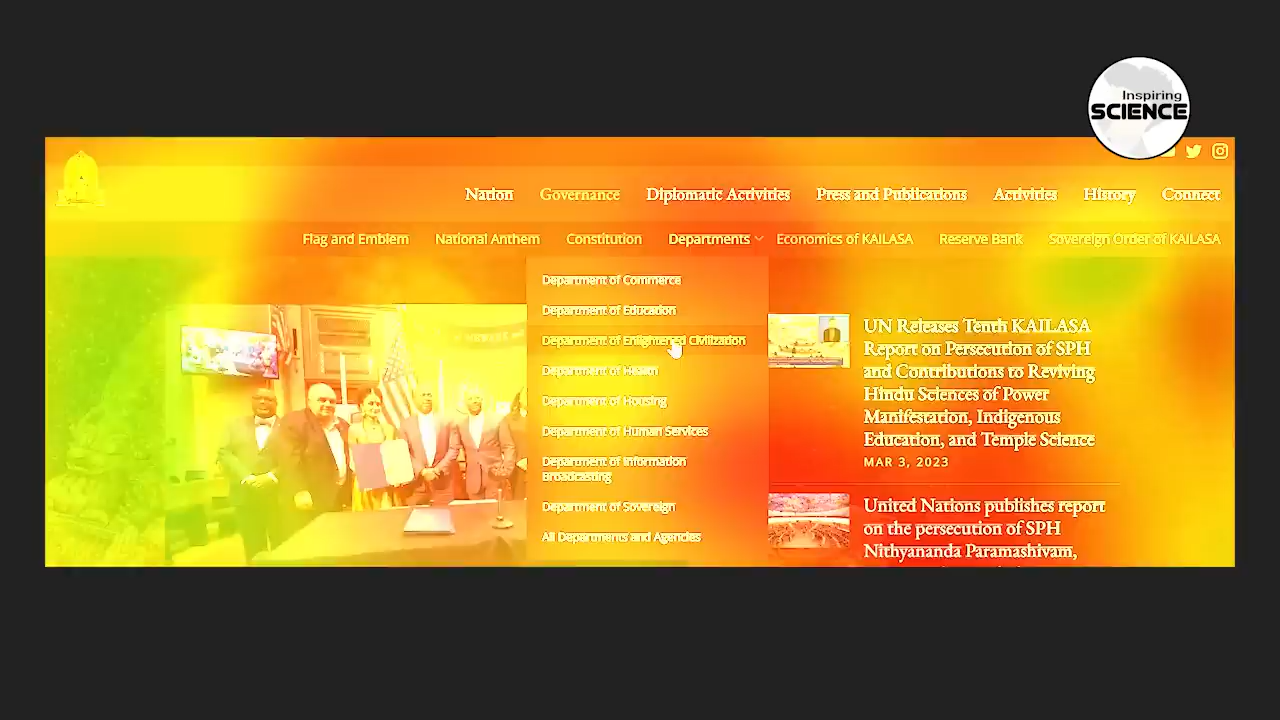 Inspiring
SCIENCE
Nation Governance Diplomatic Activities Press and Publications Activities History Connect
Flag and Emblem National Anthem Constitution Departments Economics of KAILASA Reserve Bank Sovereign Order of KAILASA
Department of Commerce
Department of Education
Department of Enlightened Civilization
Department of Health
Department of Housing
Department of Human Services
Department of Information
Broadcasting
Department of Sovereign
All Departments and Agencies
UN Releases Tenth KAILASA
Report on Persecution of SPH
and Contributions to Reviving
Hindu Sciences of Power
Manifestation, Indigenous
Education, and Temple Science
MAR 3, 2023
United Nations publishes report
on the persecution of SPH
Nithyananda Paramashivam,